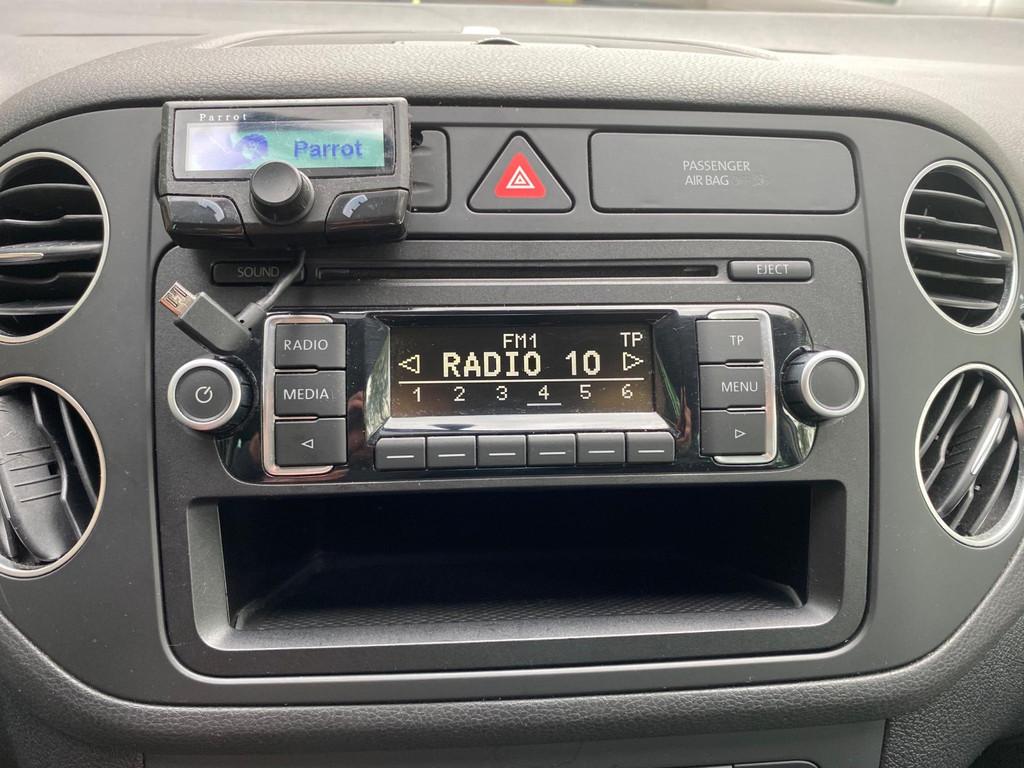 Parrot
Parrot
PASSENGER
AIR BAG
SOUND
EJECT
RADIO
MEDIA
FM1
TP
RADIO 10
1 2 3 4 5 6
TP
MENU